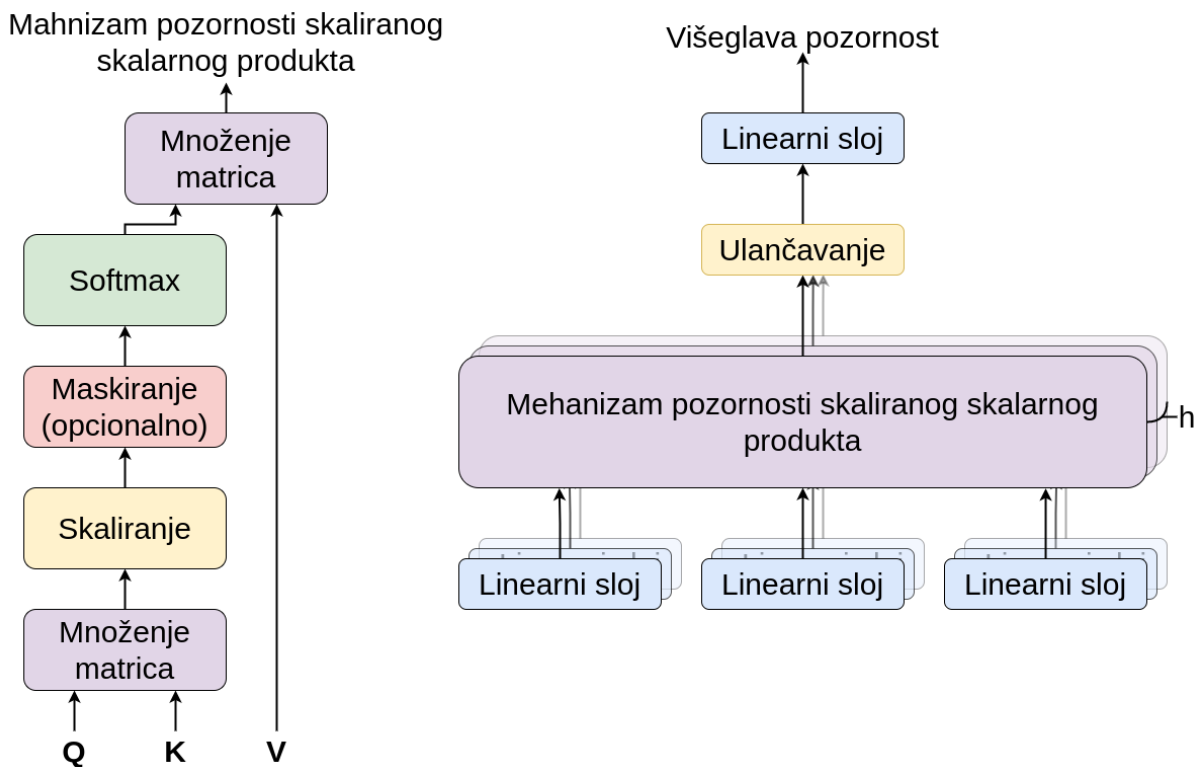 Mahnizam pozornosti skaliranog
skalarnog produkta
Množenje
matrica
Softmax
Maskiranje
(opcionalno)
Skaliranje
Množenje
matrica
Q
K
V
Višeglava pozornost
Linearni sloj
Ulančavanje
Mehanizam pozornosti skaliranog skalarnog
produkta
h
Linearni sloj
Linearni sloj
Linearni sloj